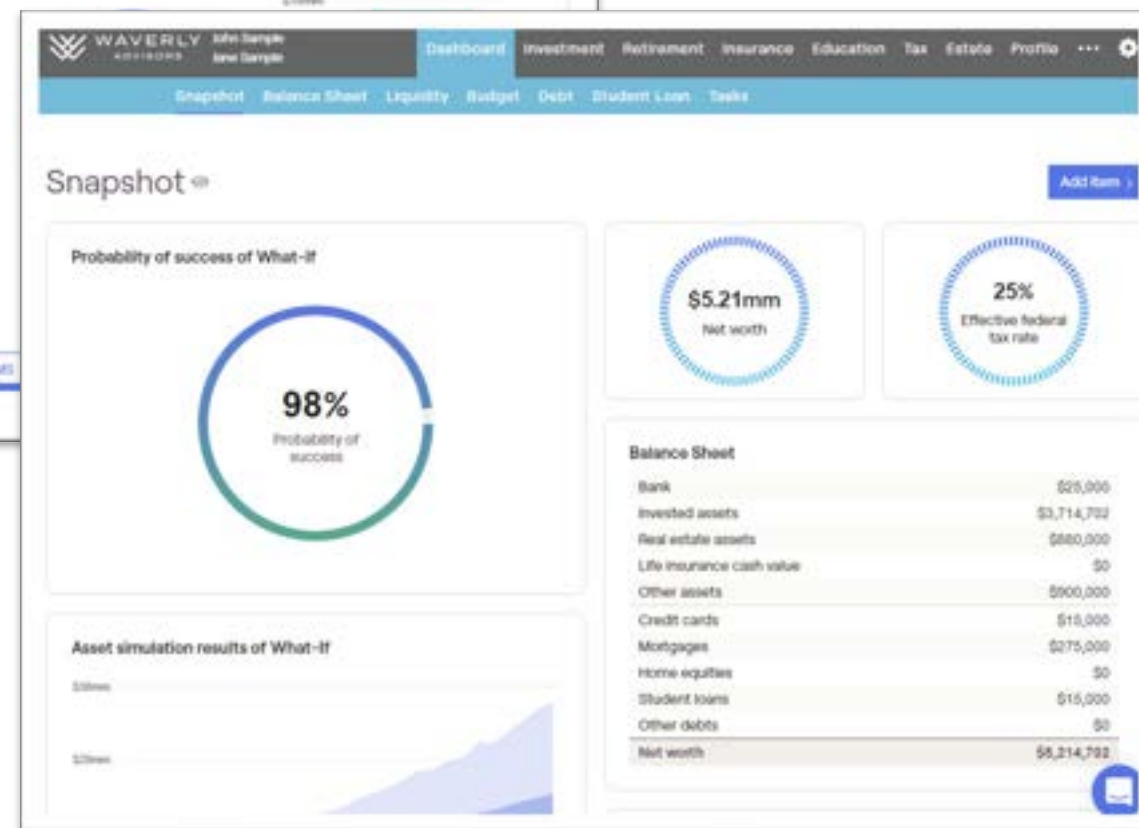 WAVERLY
ADVISORS
John Sample
Jane Sample
Dashboard Investment Retirement Insurance Education Tax Estate Profile ...
Snapshot Balance Sheet Liquidity Budget Debt Student Loan Tasks
Snapshot
Add Item >
Probability of success of What-If
98%
Probability of
success
$5.21mm
Net worth
25%
Effective federal
tax rate
Balance Sheet
Bank $25,000
Invested assets $3,714,702
Real estate assets $880,000
Life insurance cash value $0
Other assets $900,000
Credit cards $15,000
Mortgages $275,000
Home equities $0
Student loans $15,000
Other debts $0
Net worth $5,214,702
Asset simulation results of What-If